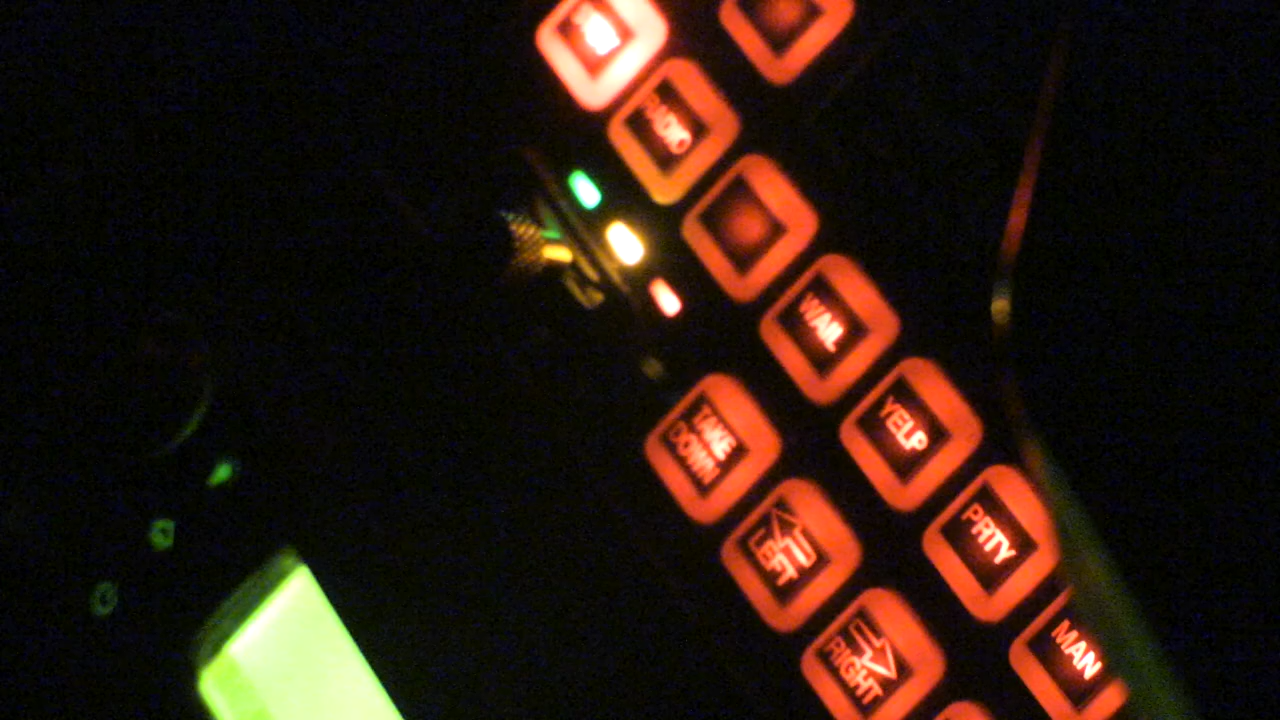 RADIO
WAIL
YELP
PRTY
MAN
TAKE
DOWN
LEFT
RIGHT